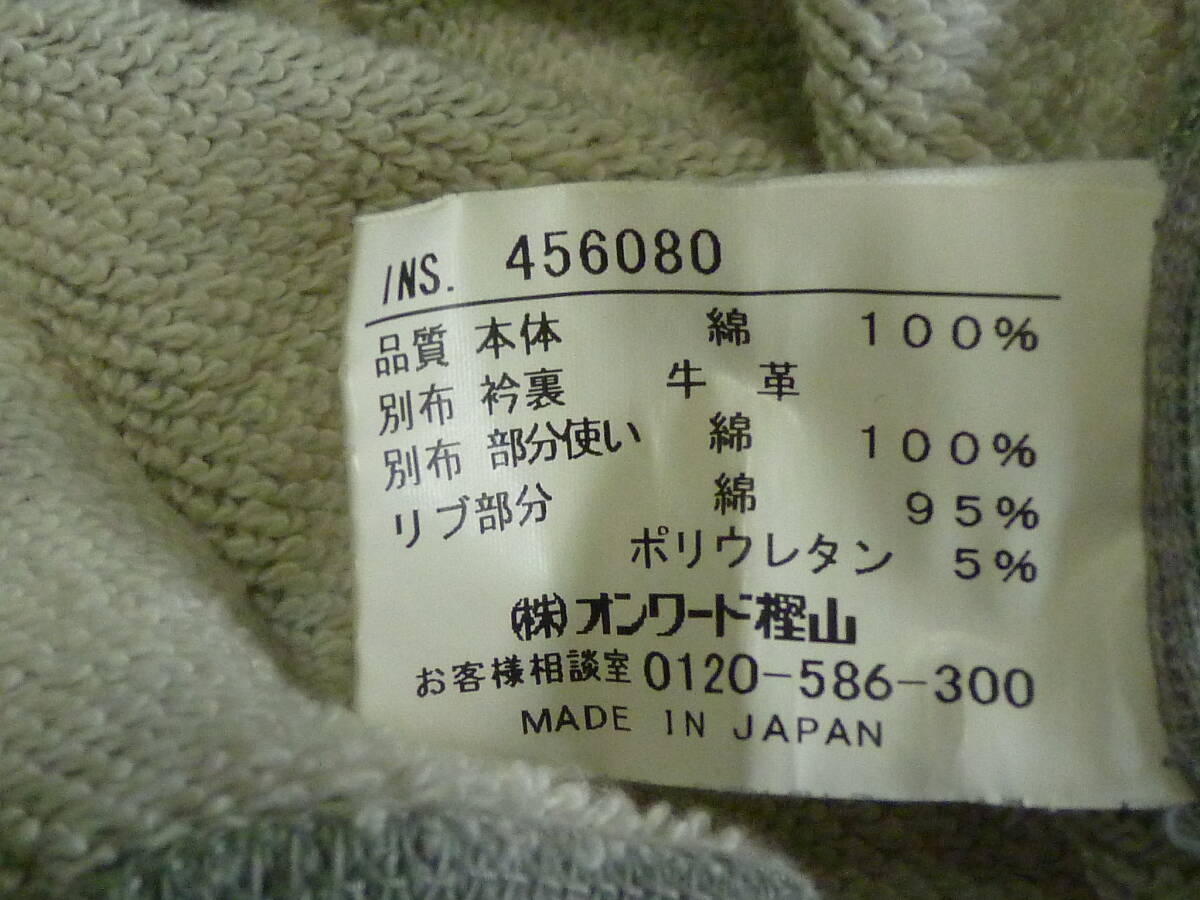 INS. 456080
品質 本体 綿 100%
別布 衿裏 牛革
別布 部分使い 綿 100%
リブ部分 綿 95%
ポリウレタン 5%
(株)オンワード樫山
お客様相談室 0120-586-300
MADE IN JAPAN